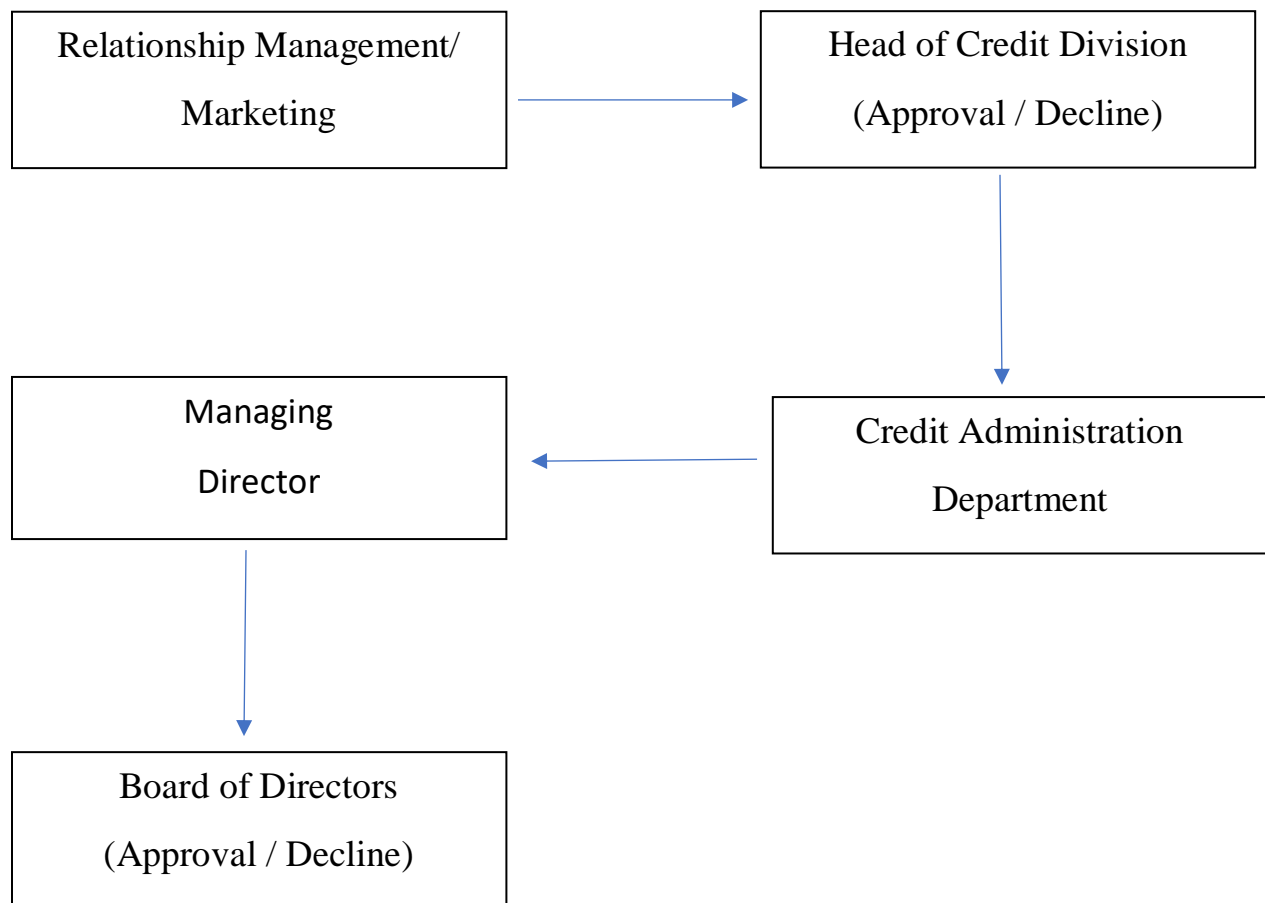 Relationship Management/
Marketing
Head of Credit Division
(Approval / Decline)
Managing
Director
Credit Administration
Department
Board of Directors
(Approval / Decline)